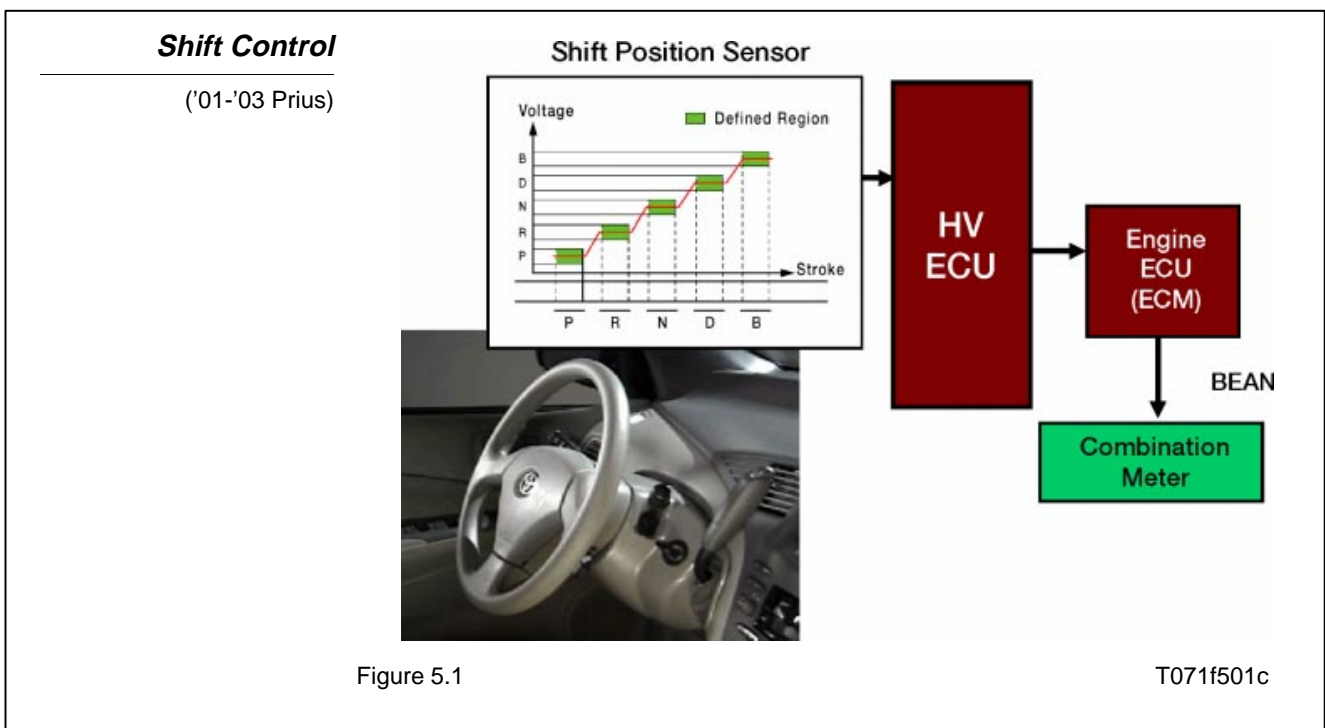 Shift Control
('01-'03 Prius)
Shift Position Sensor
Voltage
Defined Region
B
D
N
R
P
Stroke
P R N D B
HV
ECU
Engine
ECU
(ECM)
BEAN
Combination
Meter
Figure 5.1
T071f501c